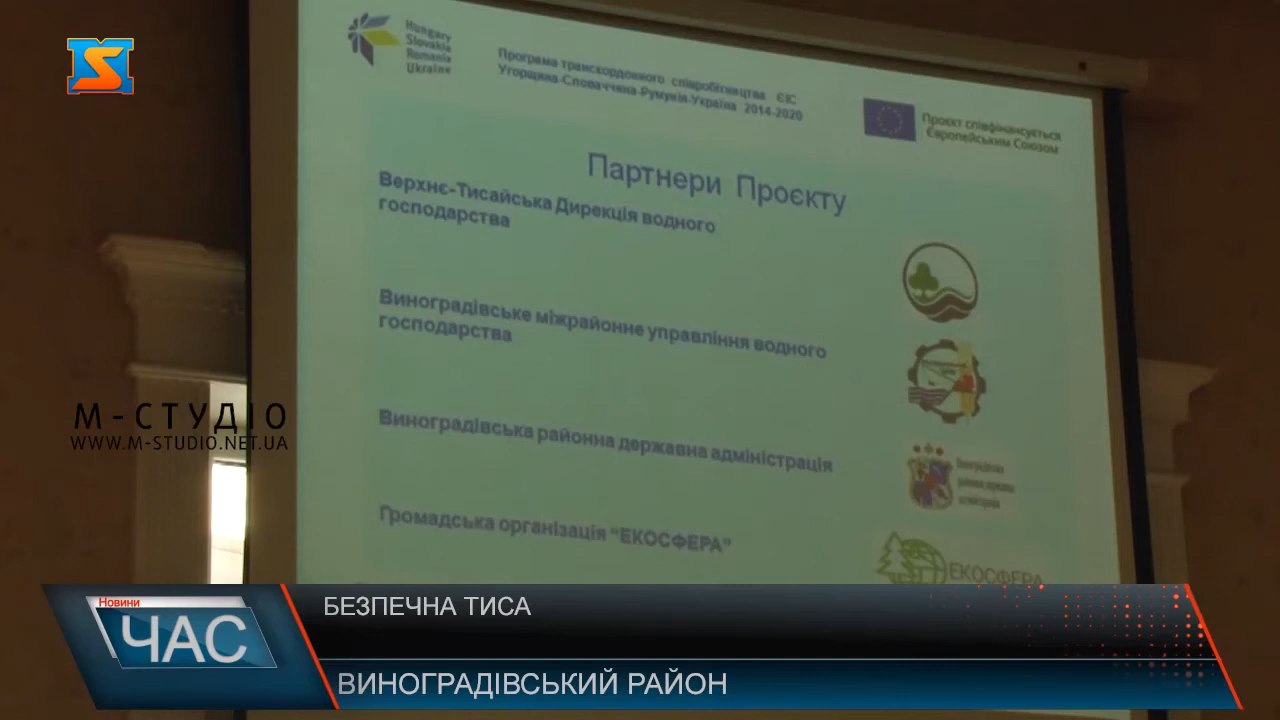 Hungary
Slovakia
Romania
Ukraine
Програма транскордонного співробітництва ЄІС
Угорщина-Словаччина-Румунія-Україна 2014-2020
Проєкт співфінансується
Європейським Союзом
Партнери Проєкту
Верхнє-Тисайська Дирекція водного
господарства
Виноградівське міжрайонне управління водного
господарства
М-СТУДІО
WWW.M-STUDIO.NET.UA
Виноградівська районна державна адміністрація
Громадська організація “ЕКОСФЕРА”
ЕКОСФЕРА
Новини
ЧАС
БЕЗПЕЧНА ТИСА
ВИНОГРАДІВСЬКИЙ РАЙОН